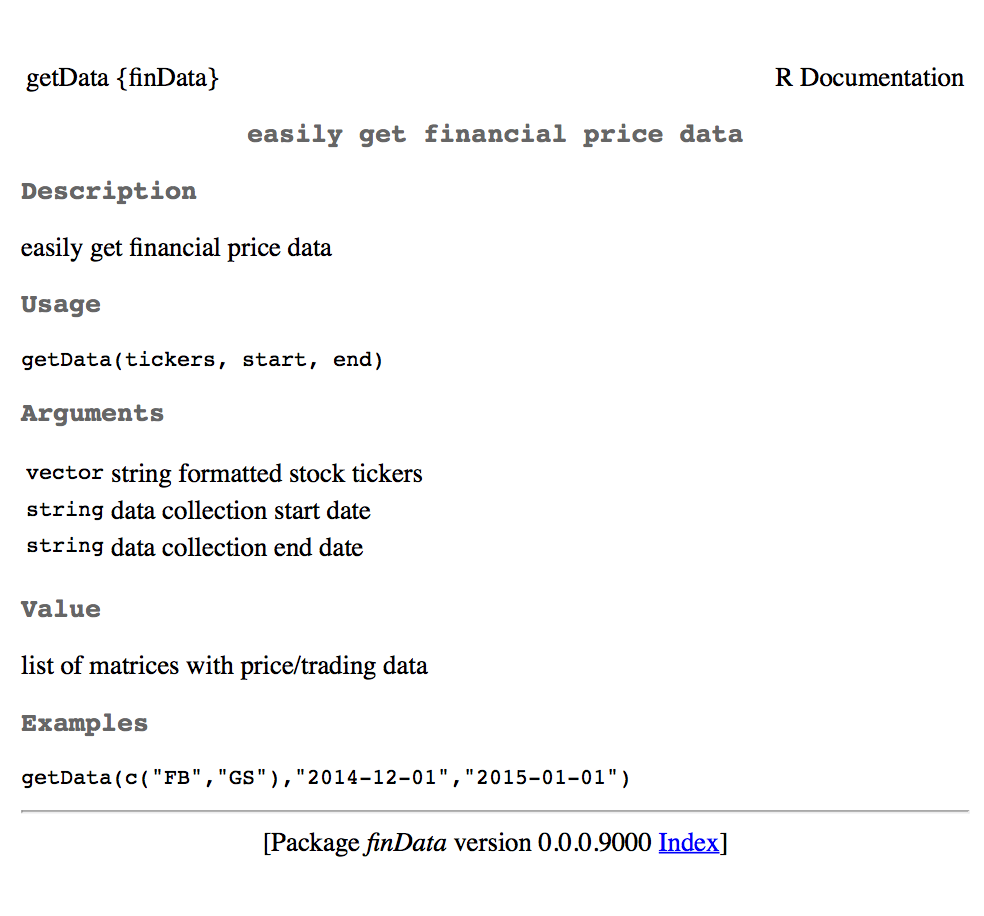 getData {finData} R Documentation
easily get financial price data
Description
easily get financial price data
Usage
getData(tickers, start, end)
Arguments
vector string formatted stock tickers
string data collection start date
string data collection end date
Value
list of matrices with price/trading data
Examples
getData(c("FB","GS"),"2014-12-01","2015-01-01")
[Package finData version 0.0.0.9000 Index]